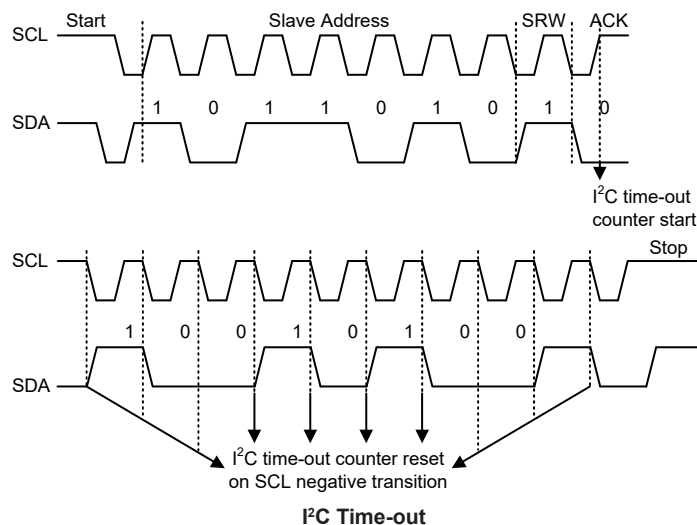 Start Slave Address SRW ACK
SCL
1 0 1 1 0 1 0 1 0
SDA
I²C time-out
counter start
Stop
SCL
1 0 0 1 0 1 0 0
SDA
I²C time-out counter reset
on SCL negative transition
I²C Time-out